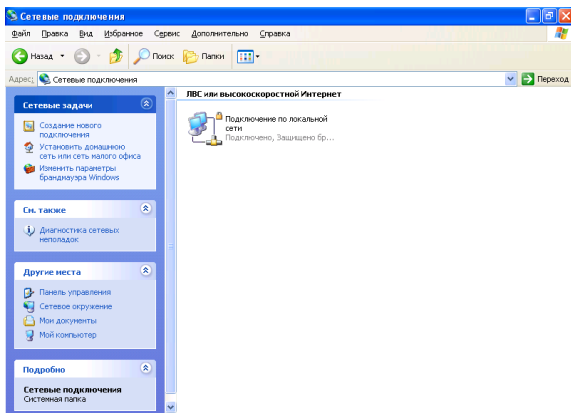 Сетевые подключения
Файл Правка Вид Избранное Сервис Дополнительно Справка
Назад Поиск Папки
Адрес: Сетевые подключения Переход
Сетевые задачи
Создание нового
подключения
Установить домашнюю
сеть или сеть малого офиса
Изменить параметры
брандмауэра Windows
См. также
Диагностика сетевых
неполадок
Другие места
Панель управления
Сетевое окружение
Мои документы
Мой компьютер
Подробно
Сетевые подключения
Системная папка
ЛВС или высокоскоростной Интернет
Подключение по локальной
сети
Подключено, Защищено бр...